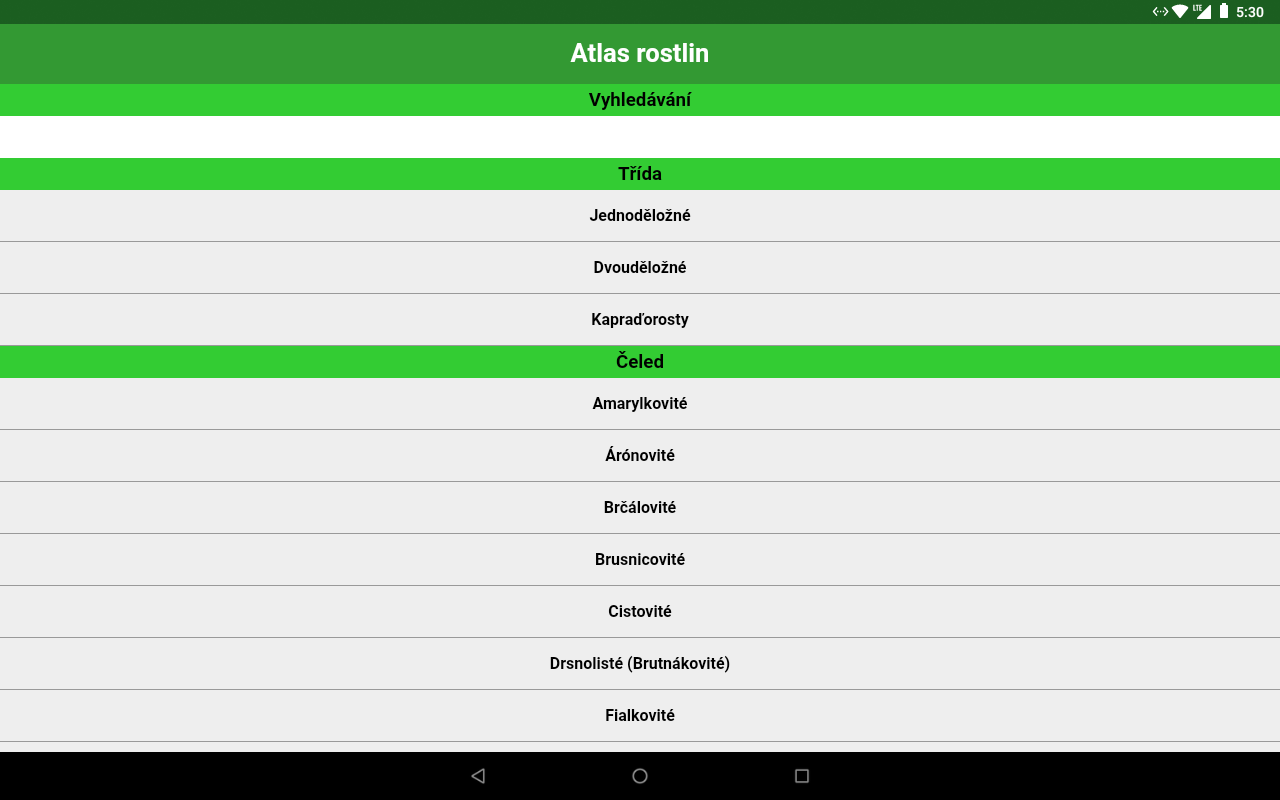 LTE 5:30
Atlas rostlin
Vyhledávání
Třída
Jednoděložné
Dvouděložné
Kapraďorosty
Čeled
Amarylkovité
Árónovité
Brčálovité
Brusnicovité
Cistovité
Drsnolisté (Brutnákovité)
Fialkovité